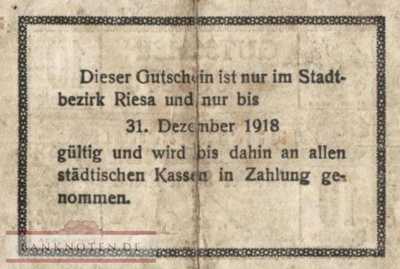 Dieser Gutschein ist nur im Stadt-
bezirk Riesa und nur bis
31. Dezember 1918
gültig und wird bis dahin an allen
städtischen Kassen in Zahlung ge-
nommen.
BANKNOTEN.DE